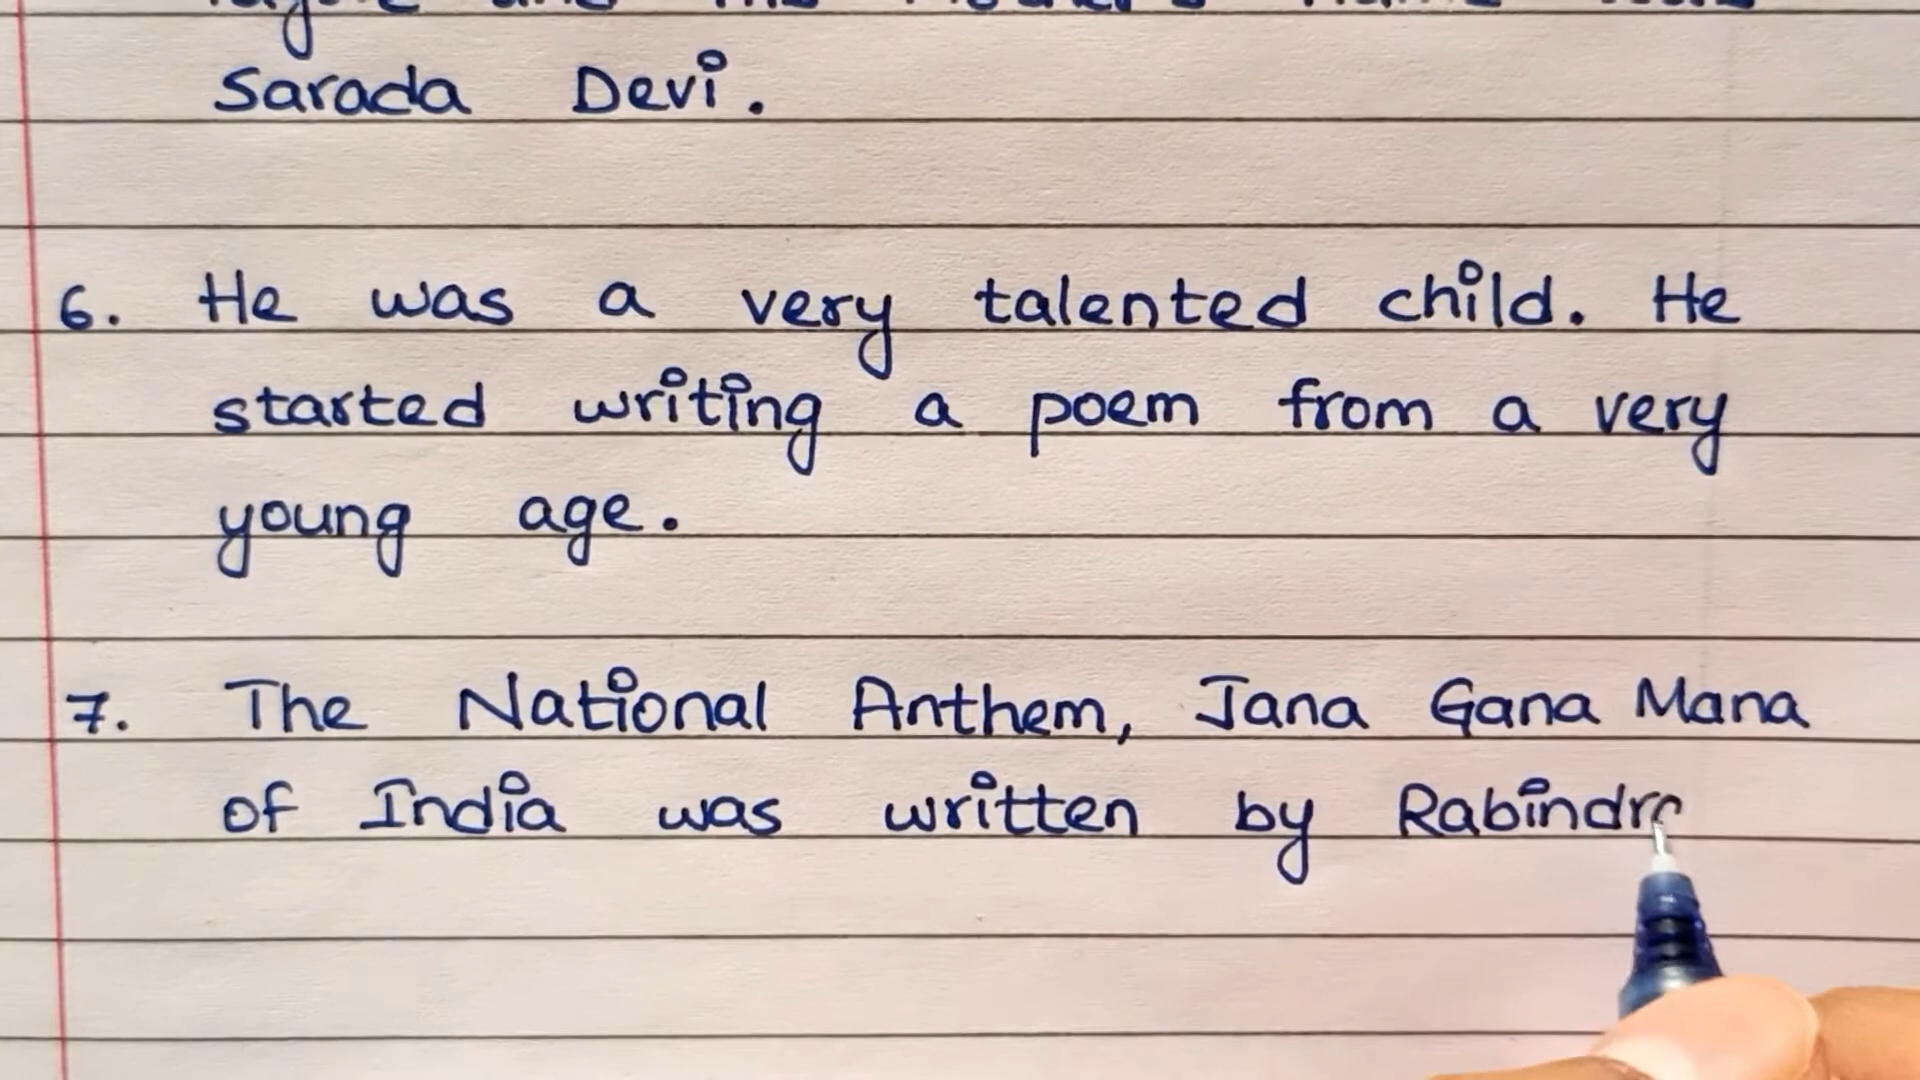 Sarada Devi.
6. He was a very talented child. He
started writing a poem from a very
young age.
7. The National Anthem, Jana Gana Mana
of India was written by Rabindra